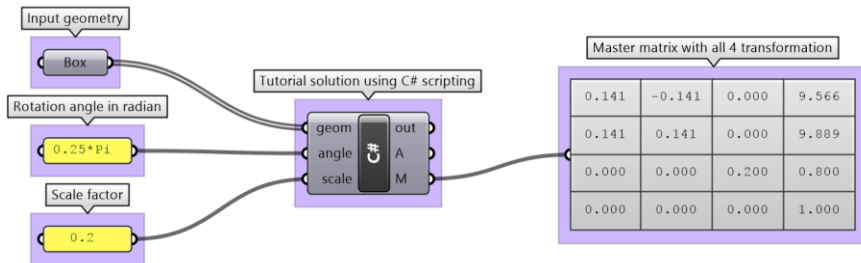 Input geometry
Box
Rotation angle in radian
0.25*Pi
Scale factor
0.2
Tutorial solution using C# scripting
geom out
angle A
scale M
C#
Master matrix with all 4 transformation
0.141 -0.141 0.000 9.566
0.141 0.141 0.000 9.889
0.000 0.000 0.200 0.800
0.000 0.000 0.000 1.000